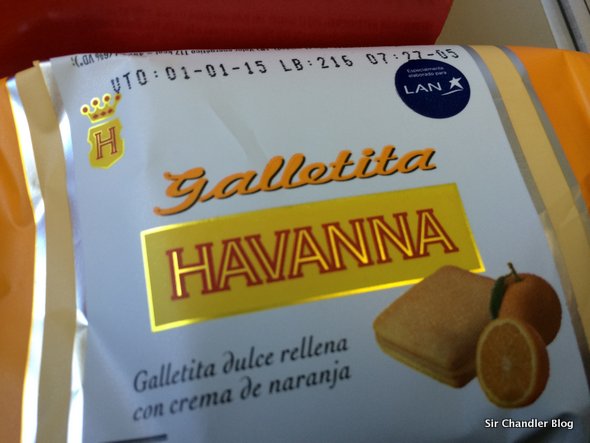 VTO:01-01-15 LB:216 07:27-05
Especialmente
elaborado para
LAN
H
Galletita
HAVANNA
Galletita dulce rellena
con crema de naranja
Sir Chandler Blog